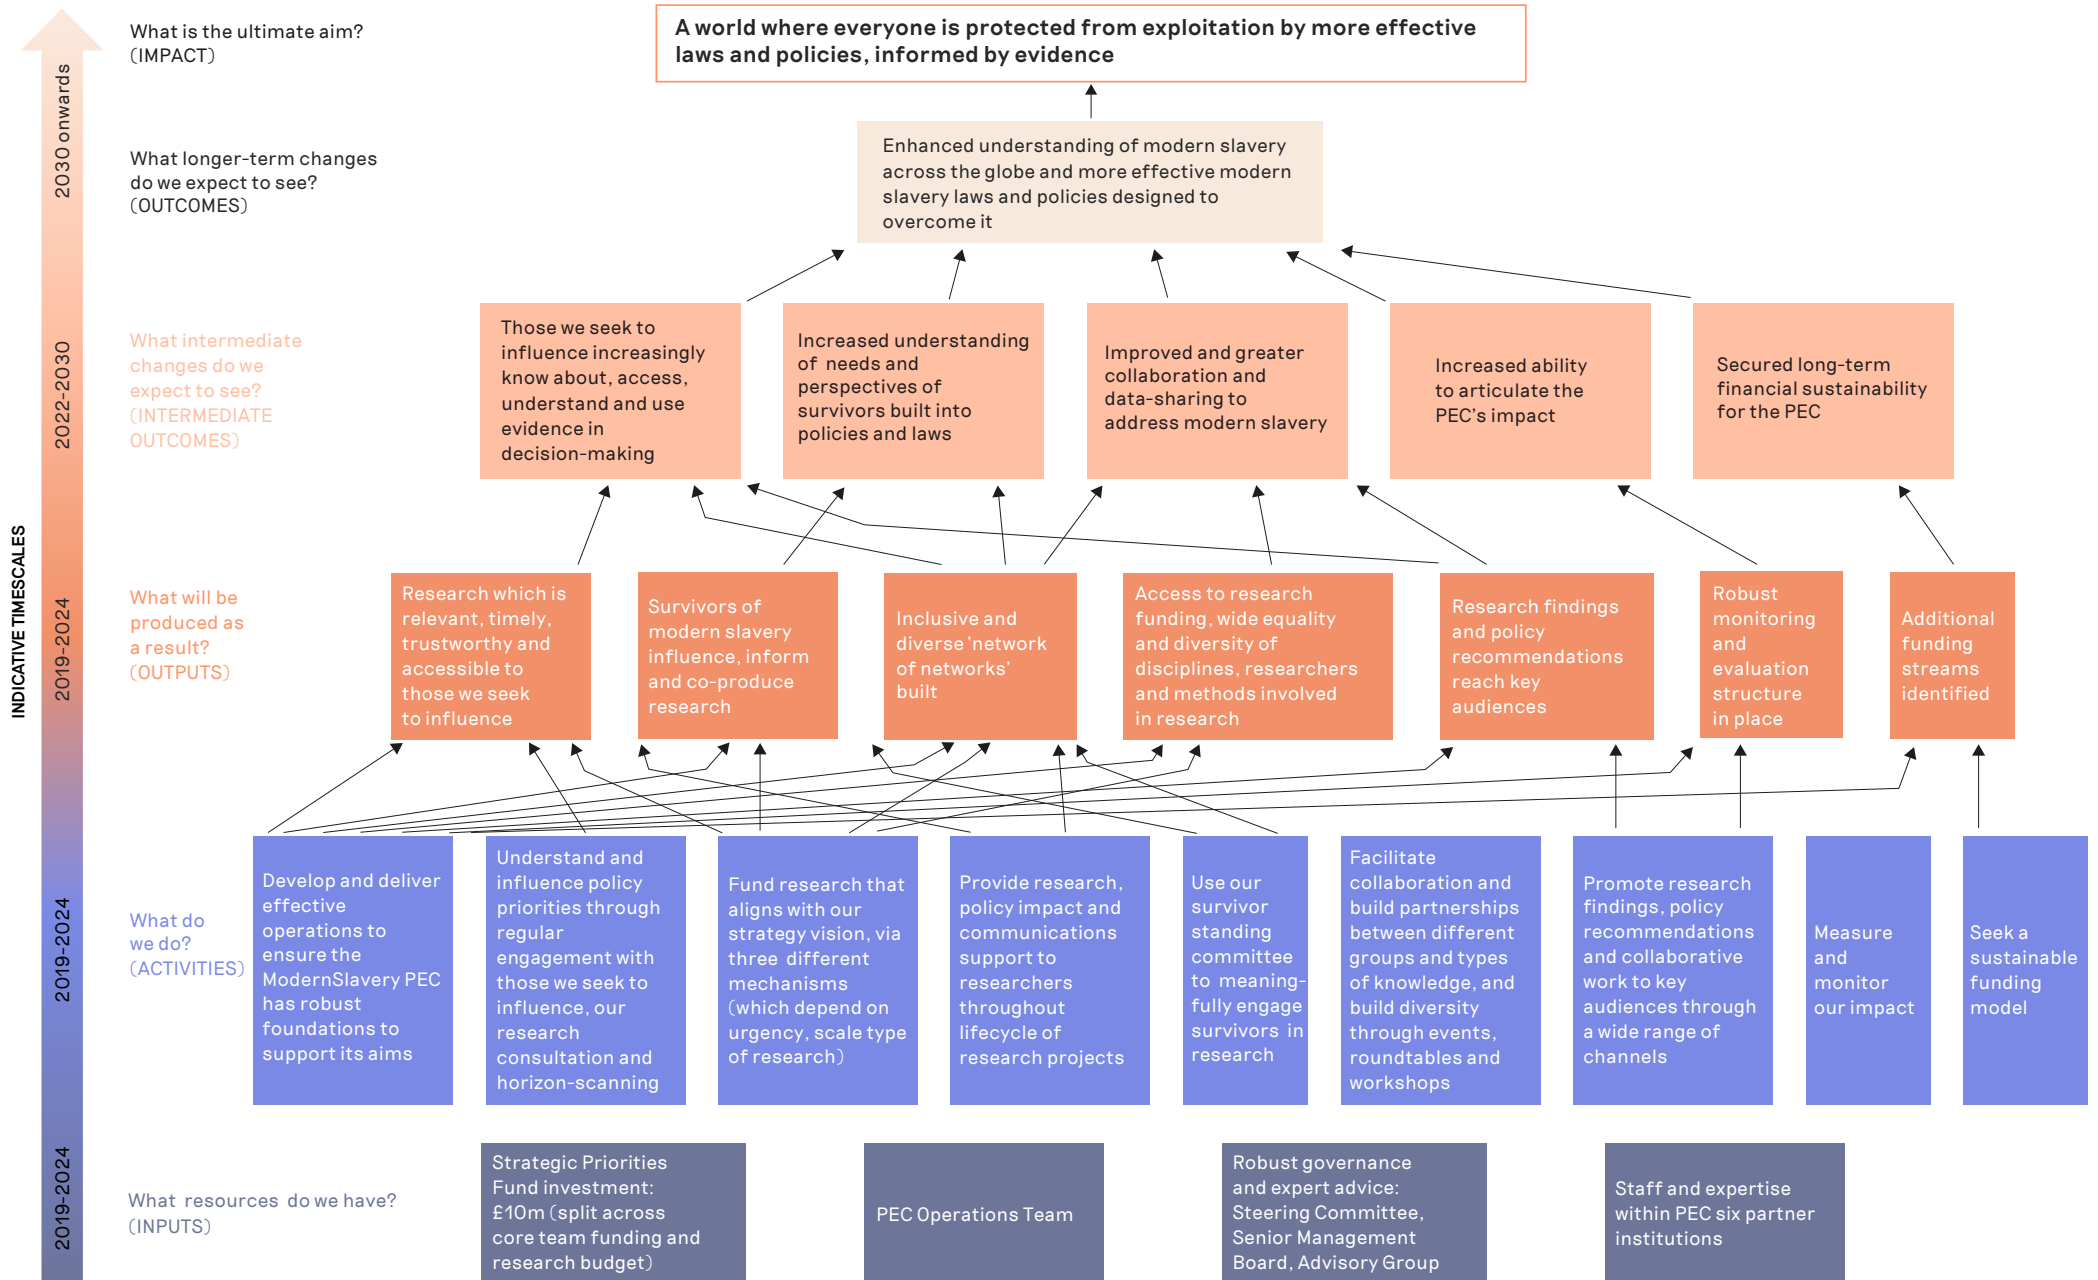 What is the ultimate aim?
(IMPACT)
A world where everyone is protected from exploitation by more effective
laws and policies, informed by evidence
2030 onwards
What longer-term changes
do we expect to see?
(OUTCOMES)
Enhanced understanding of modern slavery
across the globe and more effective modern
slavery laws and policies designed to
overcome it
2022-2030
What intermediate
changes do we
expect to see?
(INTERMEDIATE
OUTCOMES)
Those we seek to
influence increasingly
know about, access,
understand and use
evidence in
decision-making
Increased understanding
of needs and
perspectives of
survivors built into
policies and laws
Improved and greater
collaboration and
data-sharing to
address modern slavery
Increased ability
to articulate the
PEC's impact
Secured long-term
financial sustainability
for the PEC
INDICATIVE TIMESCALES
2019-2024
What will be
produced as
a result?
(OUTPUTS)
Research which is
relevant, timely,
trustworthy and
accessible to
those we seek
to influence
Survivors of
modern slavery
influence, inform
and co-produce
research
Inclusive and
diverse 'network
of networks'
built
Access to research
funding, wide equality
and diversity of
disciplines, researchers
and methods involved
in research
Research findings
and policy
recommendations
reach key
audiences
Robust
monitoring
and
evaluation
structure
in place
Additional
funding
streams
identified
2019-2024
What do
we do?
(ACTIVITIES)
Develop and deliver
effective
operations to
ensure the
ModernSlavery PEC
has robust
foundations to
support its aims
Understand and
influence policy
priorities through
regular
engagement with
those we seek to
influence, our
research
consultation and
horizon-scanning
Fund research that
aligns with our
strategy vision, via
three different
mechanisms
(which depend on
urgency, scale type
of research)
Provide research,
policy impact and
communications
support to
researchers
throughout
lifecycle of
research projects
Use our
survivor
standing
committee
to meaning-
fully engage
survivors in
research
Facilitate
collaboration and
build partnerships
between different
groups and types
of knowledge, and
build diversity
through events,
roundtables and
workshops
Promote research
findings, policy
recommendations
and collaborative
work to key
audiences through
a wide range of
channels
Measure
and
monitor
our impact
Seek a
sustainable
funding
model
2019-2024
What resources do we have?
(INPUTS)
Strategic Priorities
Fund investment:
£10m (split across
core team funding and
research budget)
PEC Operations Team
Robust governance
and expert advice:
Steering Committee,
Senior Management
Board, Advisory Group
Staff and expertise
within PEC six partner
institutions